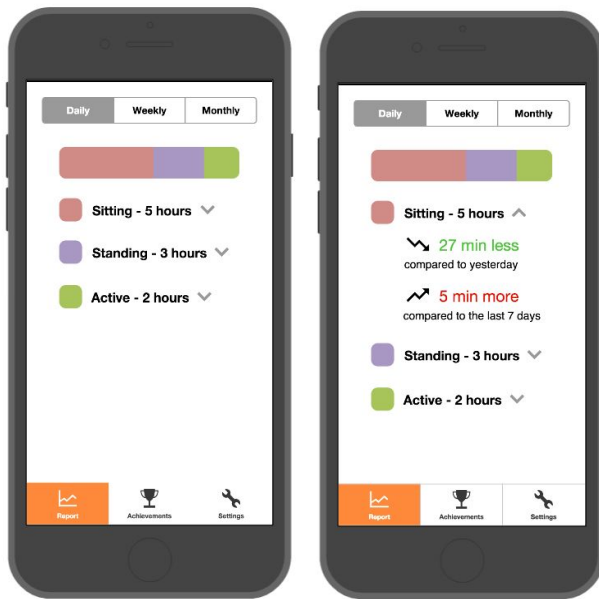 Daily Weekly Monthly
Sitting - 5 hours
Standing - 3 hours
Active - 2 hours
Report Achievements Settings
Daily Weekly Monthly
Sitting - 5 hours
27 min less
compared to yesterday
5 min more
compared to the last 7 days
Standing - 3 hours
Active - 2 hours
Report Achievements Settings